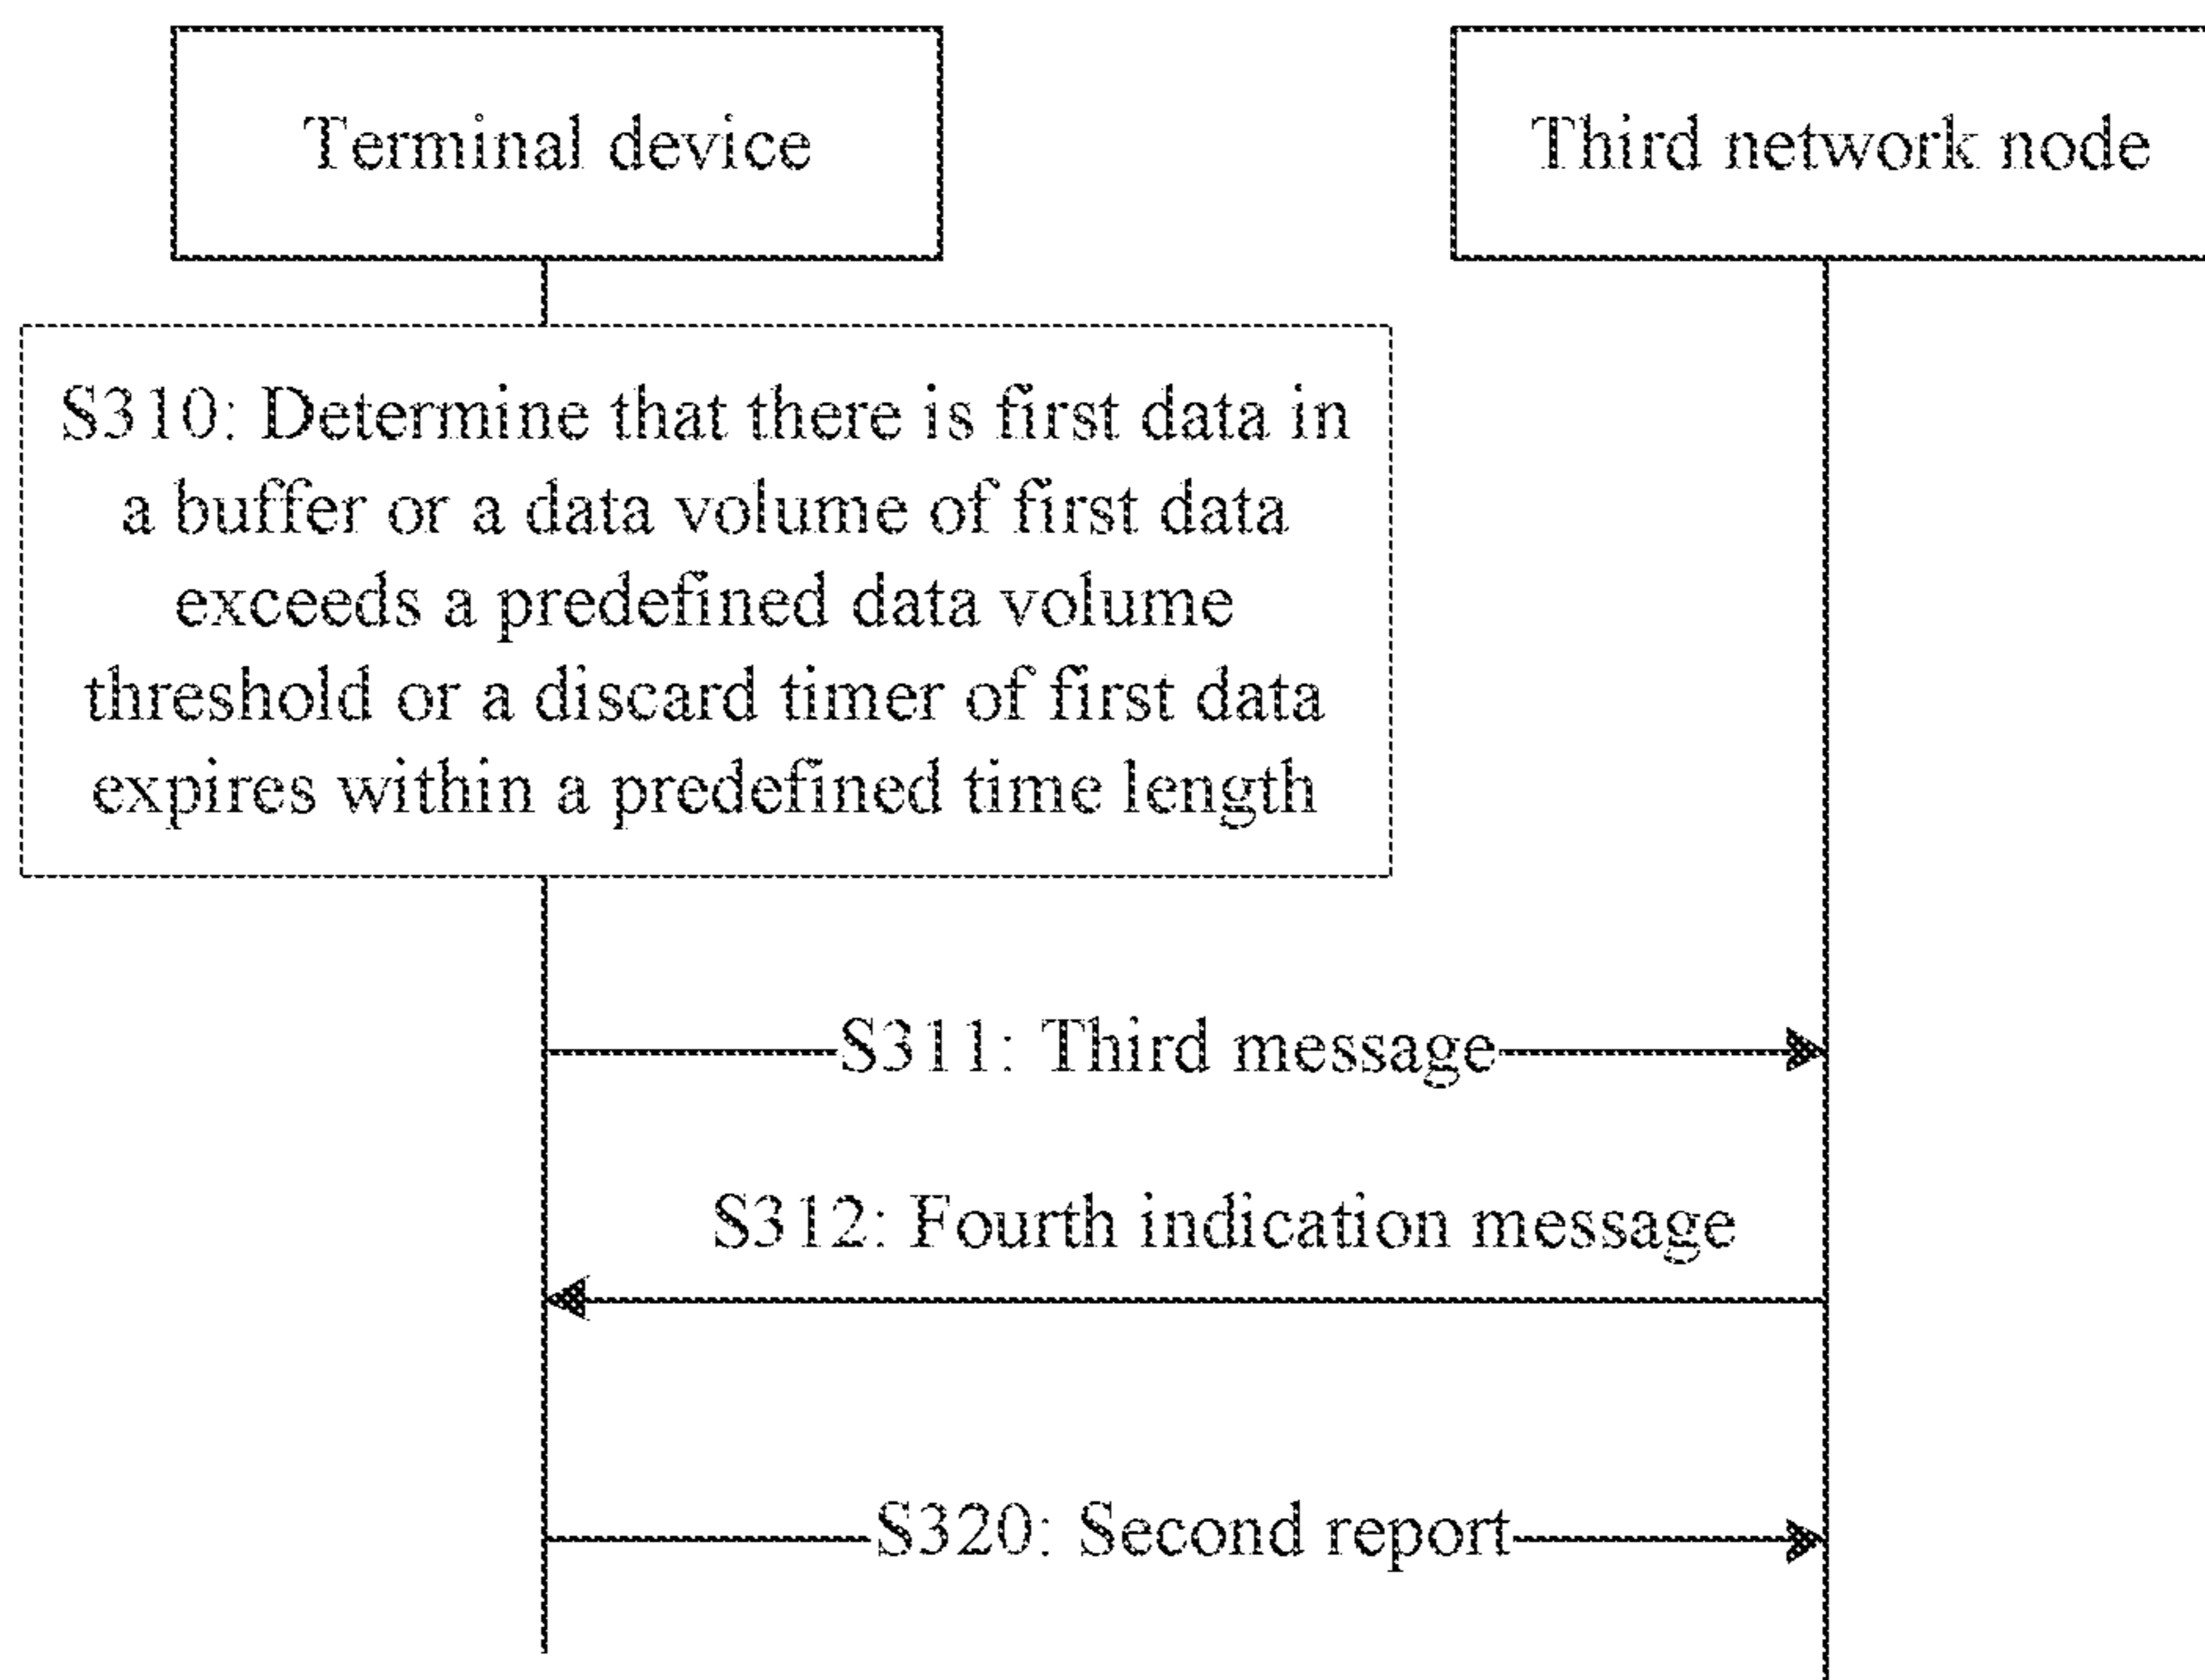 Terminal device
Third network node
S310: Determine that there is first data in
a buffer or a data volume of first data
exceeds a predefined data volume
threshold or a discard timer of first data
expires within a predefined time length
S311: Third message
S312: Fourth indication message
S320: Second report